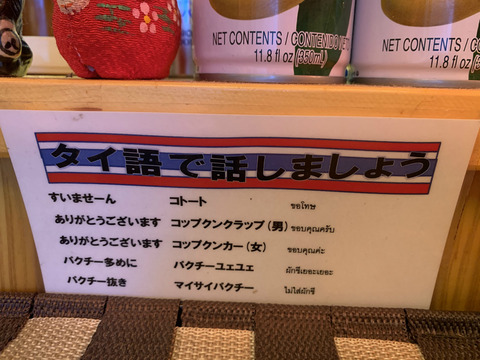 NET CONTENTS / CONTENIDO NET
11.8 fl oz (350mL)
NET CONTENTS / CON
11.8 fl oz (3
タイ語で話しましょう
すいませーん コトート ขอโทษ
ありがとうございます コップクンクラップ(男) ขอบคุณครับ
ありがとうございます コップクンカー(女) ขอบคุณค่ะ
パクチー多めに パクチーユェユェ ผักชีเยอะเยอะ
パクチー抜き マイサイパクチー ไม่ใส่ผักชี